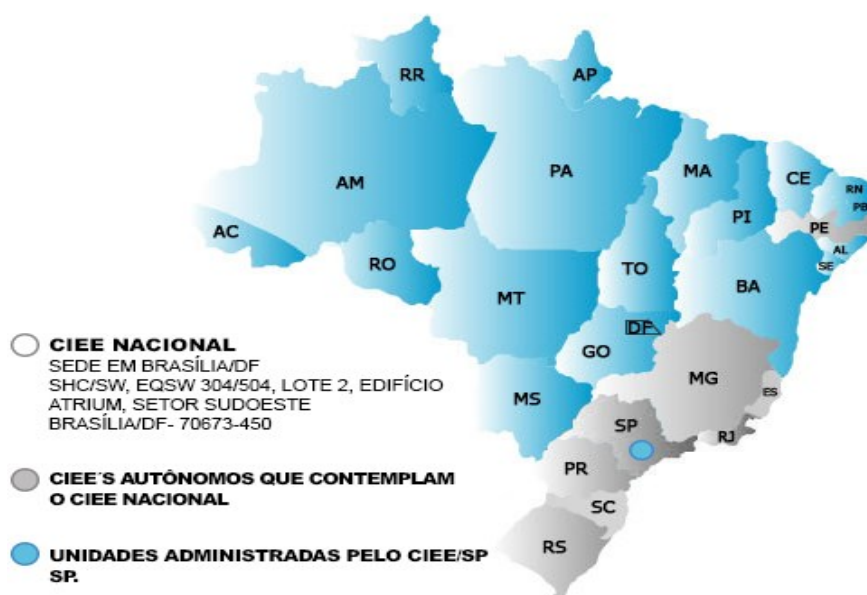 RR
AP
AM
PA
MA
CE
RN
PB
PI
PE
AL
SE
AC
RO
TO
BA
MT
DF
GO
MG
ES
MS
SP
RJ
PR
SC
RS
CIEE NACIONAL
SEDE EM BRASÍLIA/DF
SHC/SW, EQSW 304/504, LOTE 2, EDIFÍCIO
ATRIUM, SETOR SUDOESTE
BRASÍLIA/DF- 70673-450
CIEE´S AUTÔNOMOS QUE CONTEMPLAM
O CIEE NACIONAL
UNIDADES ADMINISTRADAS PELO CIEE/SP
SP.